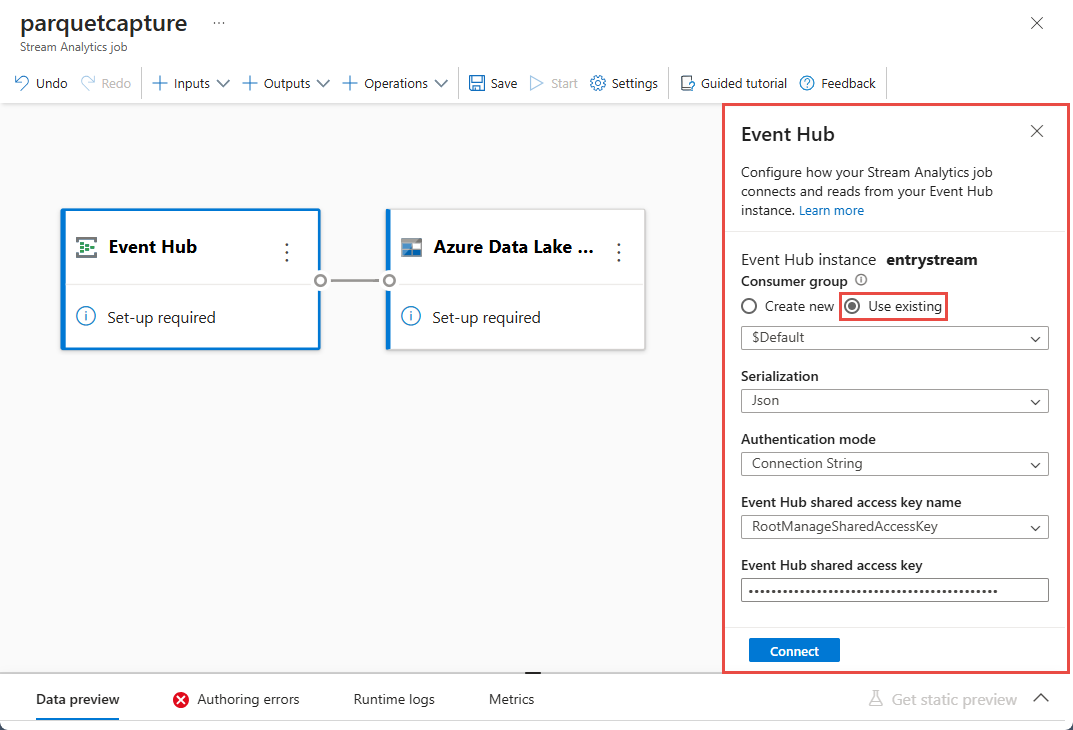 parquetcapture ...
Stream Analytics job
Undo Redo Inputs Outputs Operations Save Start Settings Guided tutorial Feedback
Event Hub
Set-up required
Azure Data Lake ...
Set-up required
Event Hub
Configure how your Stream Analytics job
connects and reads from your Event Hub
instance. Learn more
Event Hub instance entrystream
Consumer group
Create new Use existing
$Default
Serialization
Json
Authentication mode
Connection String
Event Hub shared access key name
RootManageSharedAccessKey
Event Hub shared access key
Connect
Data preview Authoring errors Runtime logs Metrics Get static preview